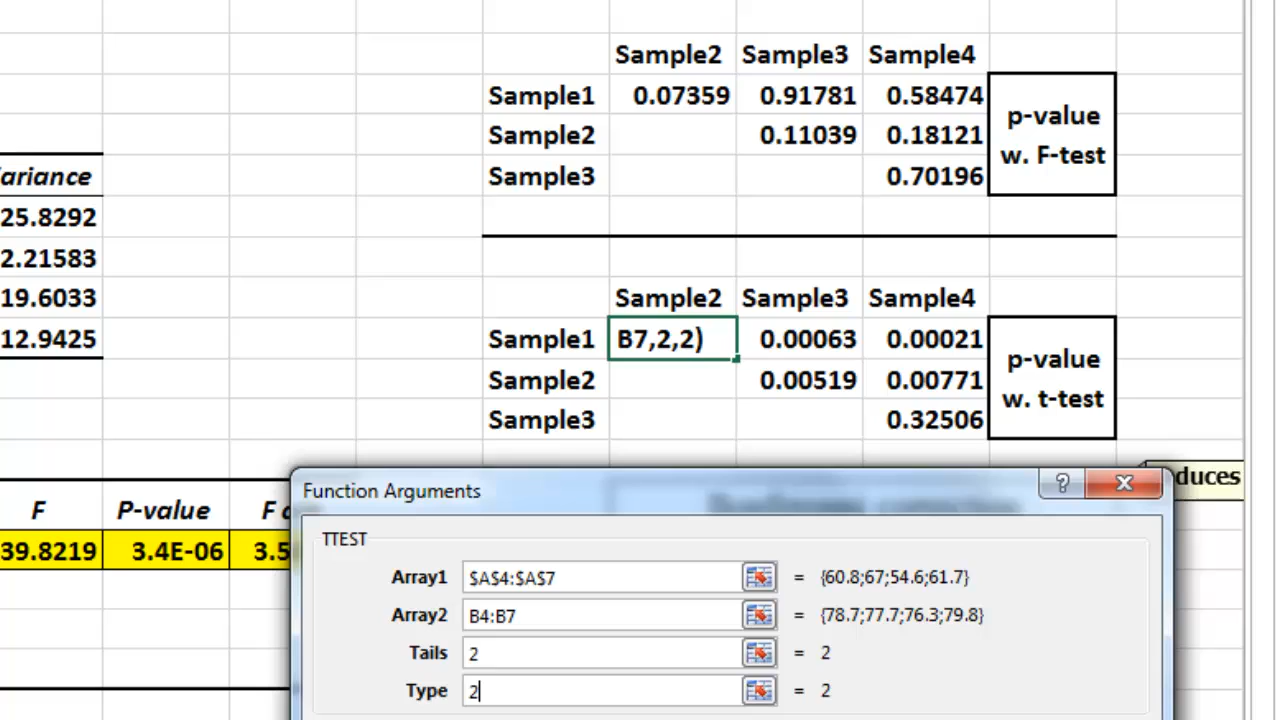 Sample2 Sample3 Sample4
Sample1 0.07359 0.91781 0.58474
Sample2 0.11039 0.18121
Sample3 0.70196
p-value
w. F-test
ariance
25.8292
2.21583
19.6033
12.9425
Sample2 Sample3 Sample4
Sample1 B7,2,2) 0.00063 0.00021
Sample2 0.00519 0.00771
Sample3 0.32506
p-value
w. t-test
duces
F P-value F
39.8219 3.4E-06 3.5
Function Arguments
TTEST
Array1 $A$4:$A$7 = {60.8;67;54.6;61.7}
Array2 B4:B7 = {78.7;77.7;76.3;79.8}
Tails 2 = 2
Type 2 = 2